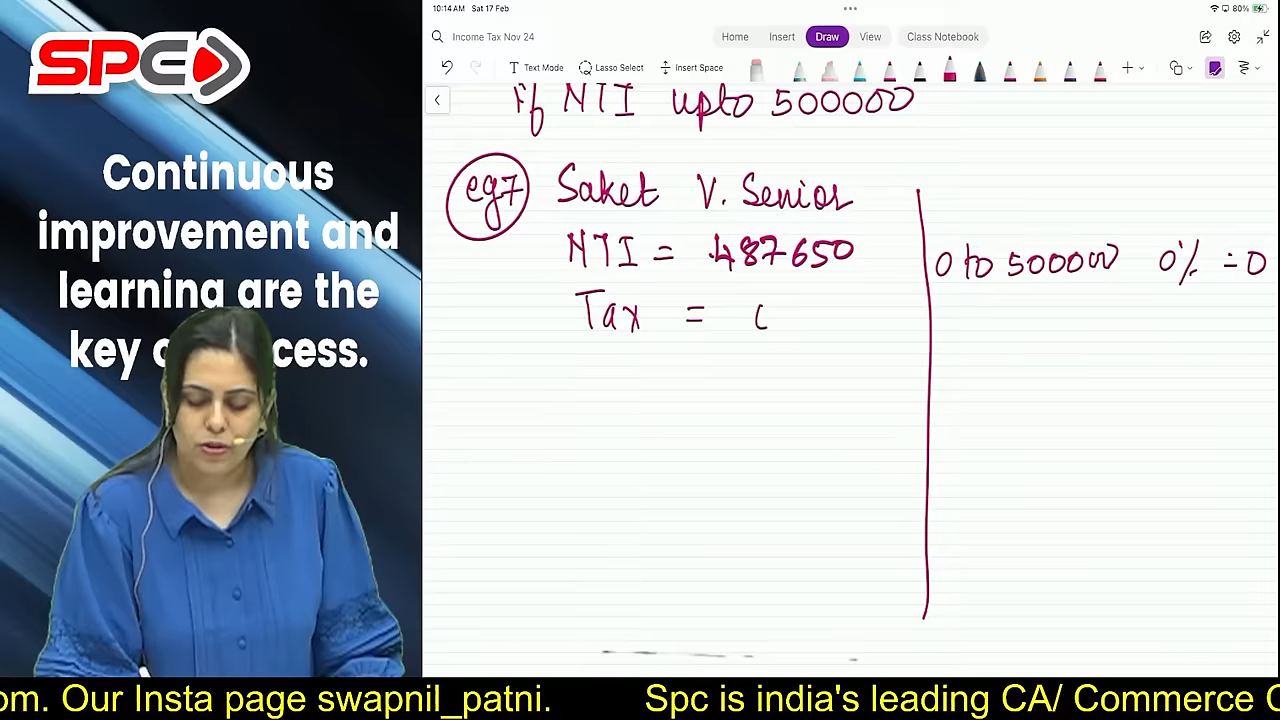 10:14 AM Sat 17 Feb
80%
Income Tax Nov 24
Home Insert Draw View Class Notebook
Text Mode Lasso Select Insert Space
SPC
Continuous
improvement and
learning are the
key cess.
if NTI upto 500000
eg7 Saket V. Senior
NTI = 487650
Tax =
0 to 500000 0% = 0
om. Our Insta page swapnil_patni. Spc is india's leading CA/ Commerce C